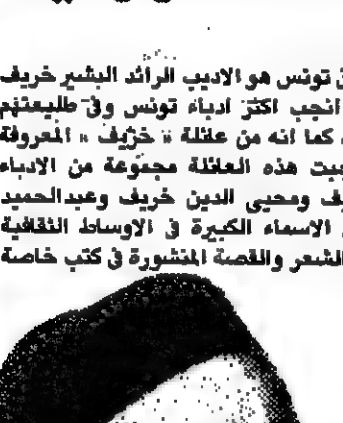 تونس هو الاديب الرائد البشير خريف
انجب اكثر ادباء تونس وفي طليعتهم
كما انه من عائلة « خريف » المعروفة
هذه العائلة مجموعة من الادباء
ومحيي الدين خريف وعبدالحميد
الاسماء الكبيرة في الاوساط الثقافية
الشعر والقصة المنشورة في كتب خاصة